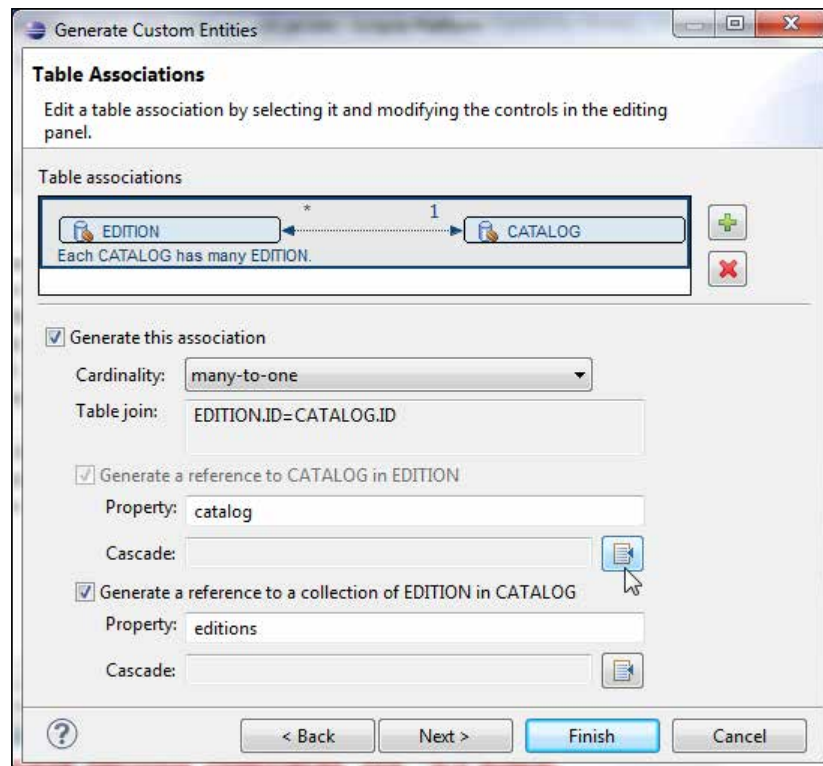 Generate Custom Entities
Table Associations
Edit a table association by selecting it and modifying the controls in the editing
panel.
Table associations
* 1
EDITION CATALOG
Each CATALOG has many EDITION.
Generate this association
Cardinality: many-to-one
Table join: EDITION.ID=CATALOG.ID
Generate a reference to CATALOG in EDITION
Property: catalog
Cascade:
Generate a reference to a collection of EDITION in CATALOG
Property: editions
Cascade:
? < Back Next > Finish Cancel